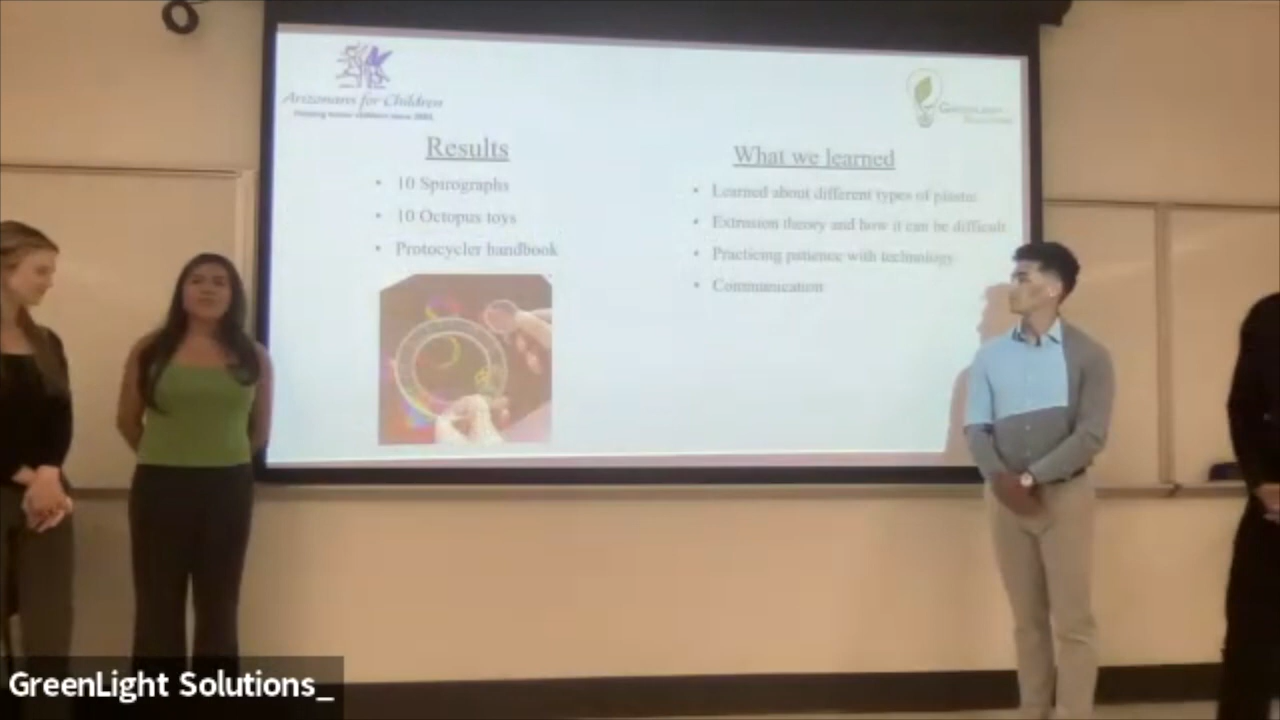 Arizonans for Children
Results
• 10 Spirographs
• 10 Octopus toys
• Protocycler handbook
What we learned
• Learned about different types of plastic
• Extrusion theory and how it can be difficult
• Practicing patience with technology
• Communication
GreenLight Solutions_